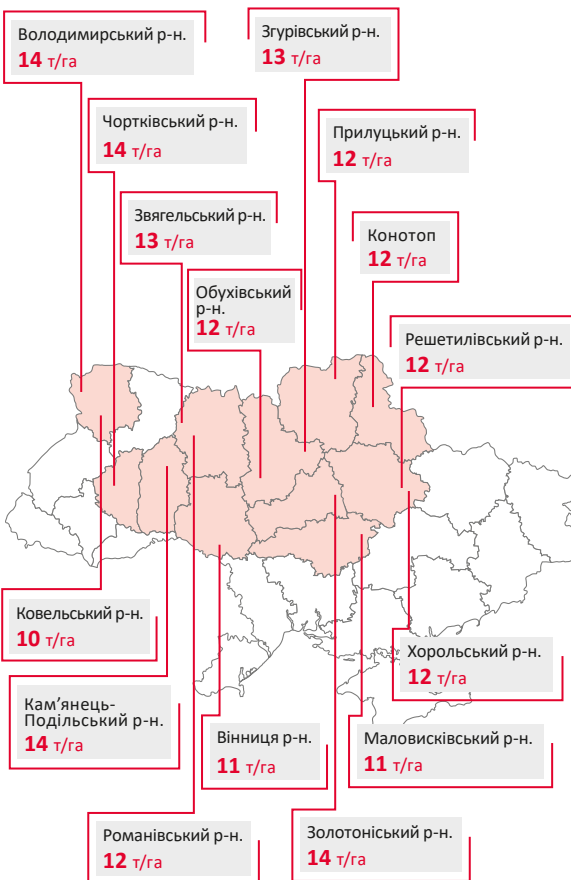 Володимирський р-н.
14 т/га
Згурівський р-н.
13 т/га
Чортківський р-н.
14 т/га
Прилуцький р-н.
12 т/га
Звягельський р-н.
13 т/га
Конотоп
12 т/га
Обухівський
р-н.
12 т/га
Решетилівський р-н.
12 т/га
Ковельський р-н.
10 т/га
Хорольський р-н.
12 т/га
Кам’янець-
Подільський р-н.
14 т/га
Вінниця р-н.
11 т/га
Маловисківський р-н.
11 т/га
Романівський р-н.
12 т/га
Золотоніський р-н.
14 т/га